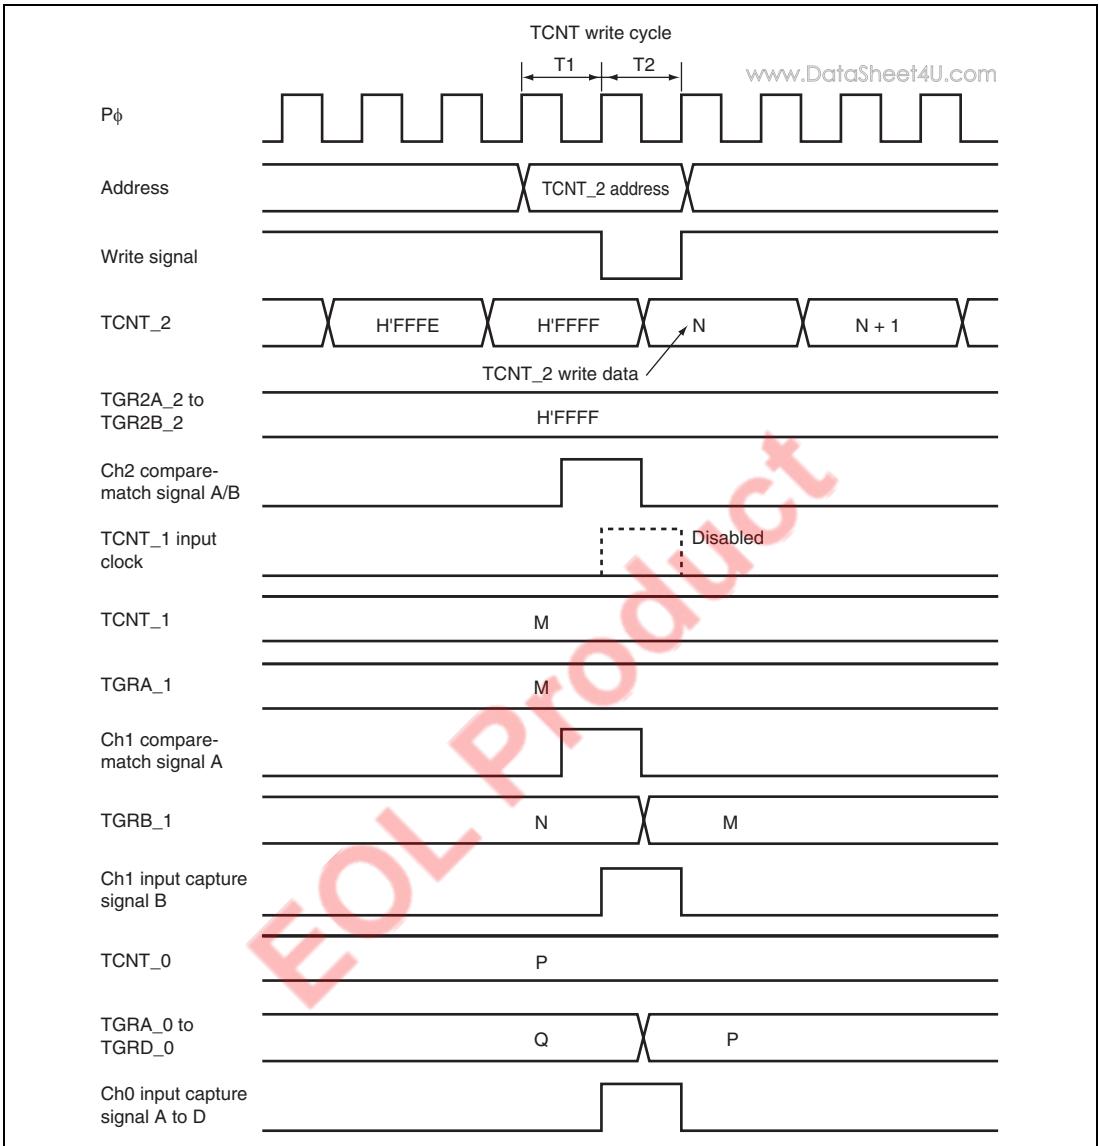 TCNT write cycle
T1 T2
www.DataSheet4U.com
Pφ
Address
TCNT_2 address
Write signal
TCNT_2
H'FFFE H'FFFF N N + 1
TCNT_2 write data
TGR2A_2 to
TGR2B_2
H'FFFF
Ch2 compare-
match signal A/B
TCNT_1 input
clock
Disabled
TCNT_1
M
TGRA_1
M
Ch1 compare-
match signal A
TGRB_1
N M
Ch1 input capture
signal B
TCNT_0
P
TGRA_0 to
TGRD_0
Q P
Ch0 input capture
signal A to D
EOL Product